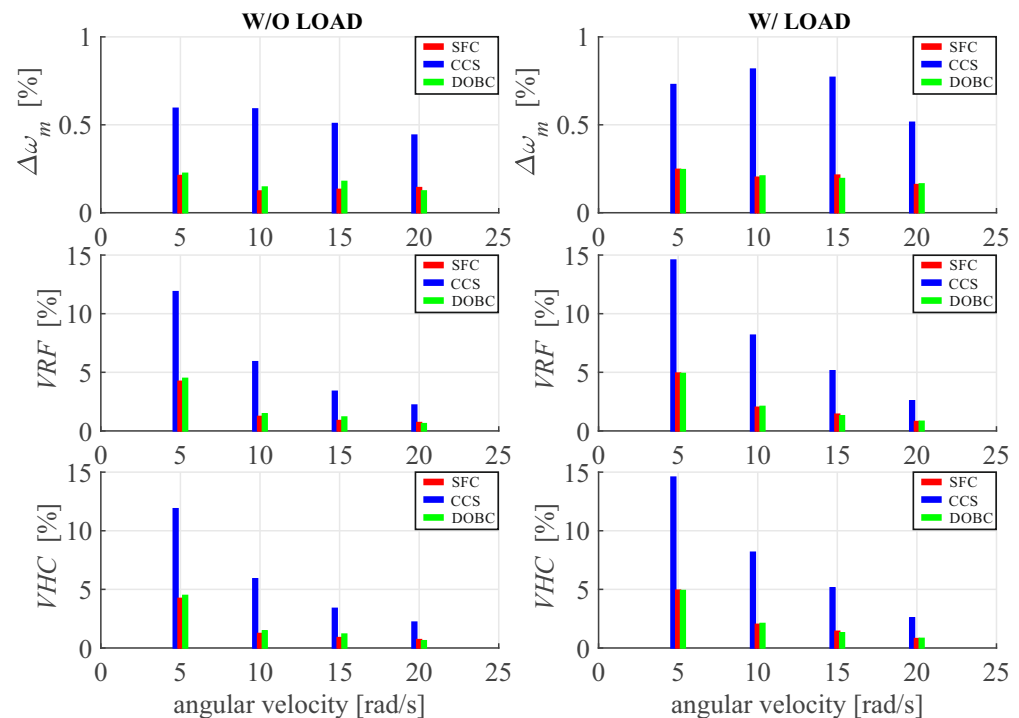 W/O LOAD
1
0.5
0
Δω_m [%]
SFC
CCS
DOBC
0 5 10 15 20 25
W/ LOAD
1
0.5
0
Δω_m [%]
SFC
CCS
DOBC
0 5 10 15 20 25
15
10
5
0
VRF [%]
SFC
CCS
DOBC
0 5 10 15 20 25
15
10
5
0
VRF [%]
SFC
CCS
DOBC
0 5 10 15 20 25
15
10
5
0
VHC [%]
SFC
CCS
DOBC
0 5 10 15 20 25
angular velocity [rad/s]
15
10
5
0
VHC [%]
SFC
CCS
DOBC
0 5 10 15 20 25
angular velocity [rad/s]